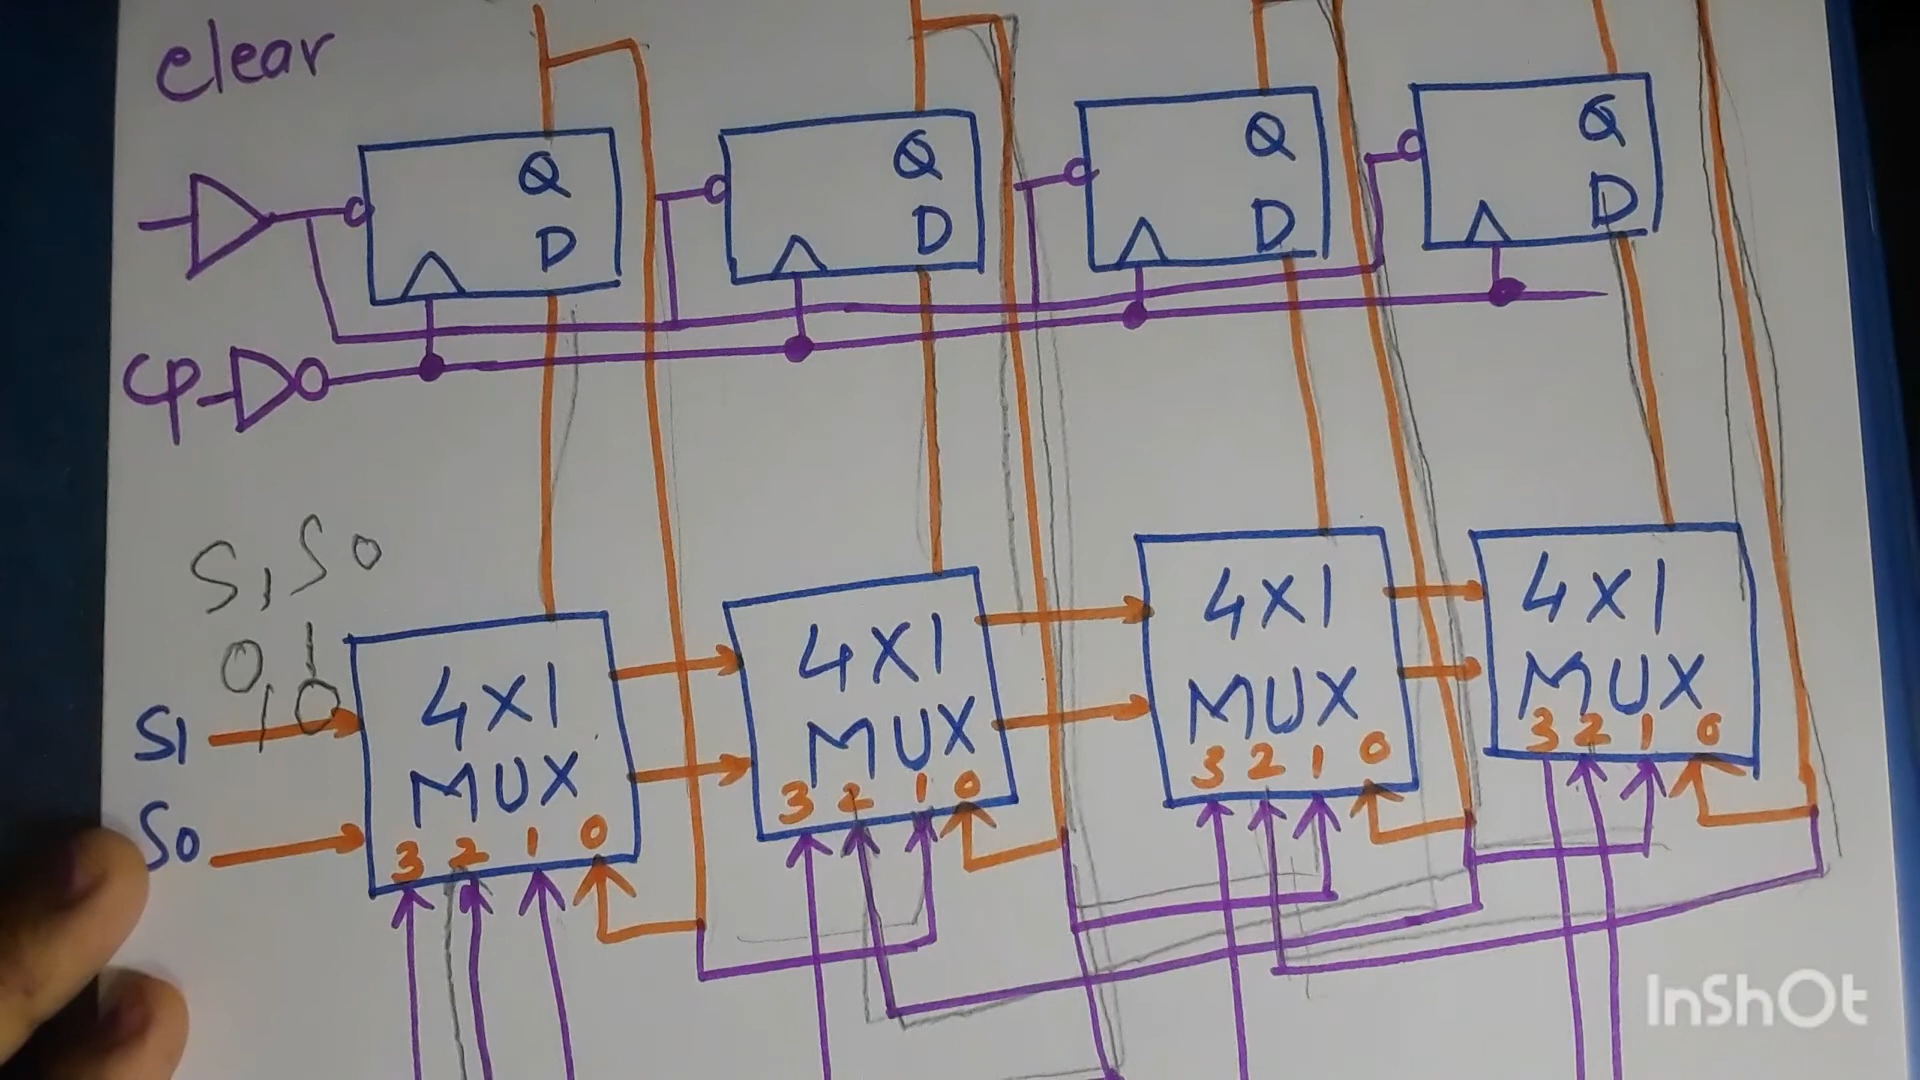 clear
Q Q Q Q
D D D D
CP
S1 S0
0, 1
1 0
4X1 4X1 4X1 4X1
MUX MUX MUX MUX
3 2 1 0 3 2 1 0 3 2 1 0 3 2 1 0
S1
S0
InShOt